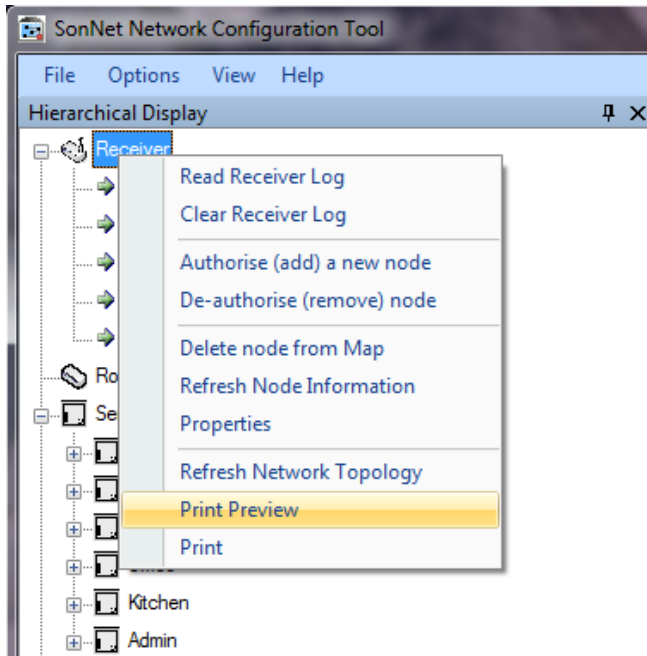 SonNet Network Configuration Tool
File Options View Help
Hierarchical Display
Receiver
Read Receiver Log
Clear Receiver Log
Authorise (add) a new node
De-authorise (remove) node
Delete node from Map
Refresh Node Information
Properties
Refresh Network Topology
Print Preview
Print
Ro
Se
Kitchen
Admin